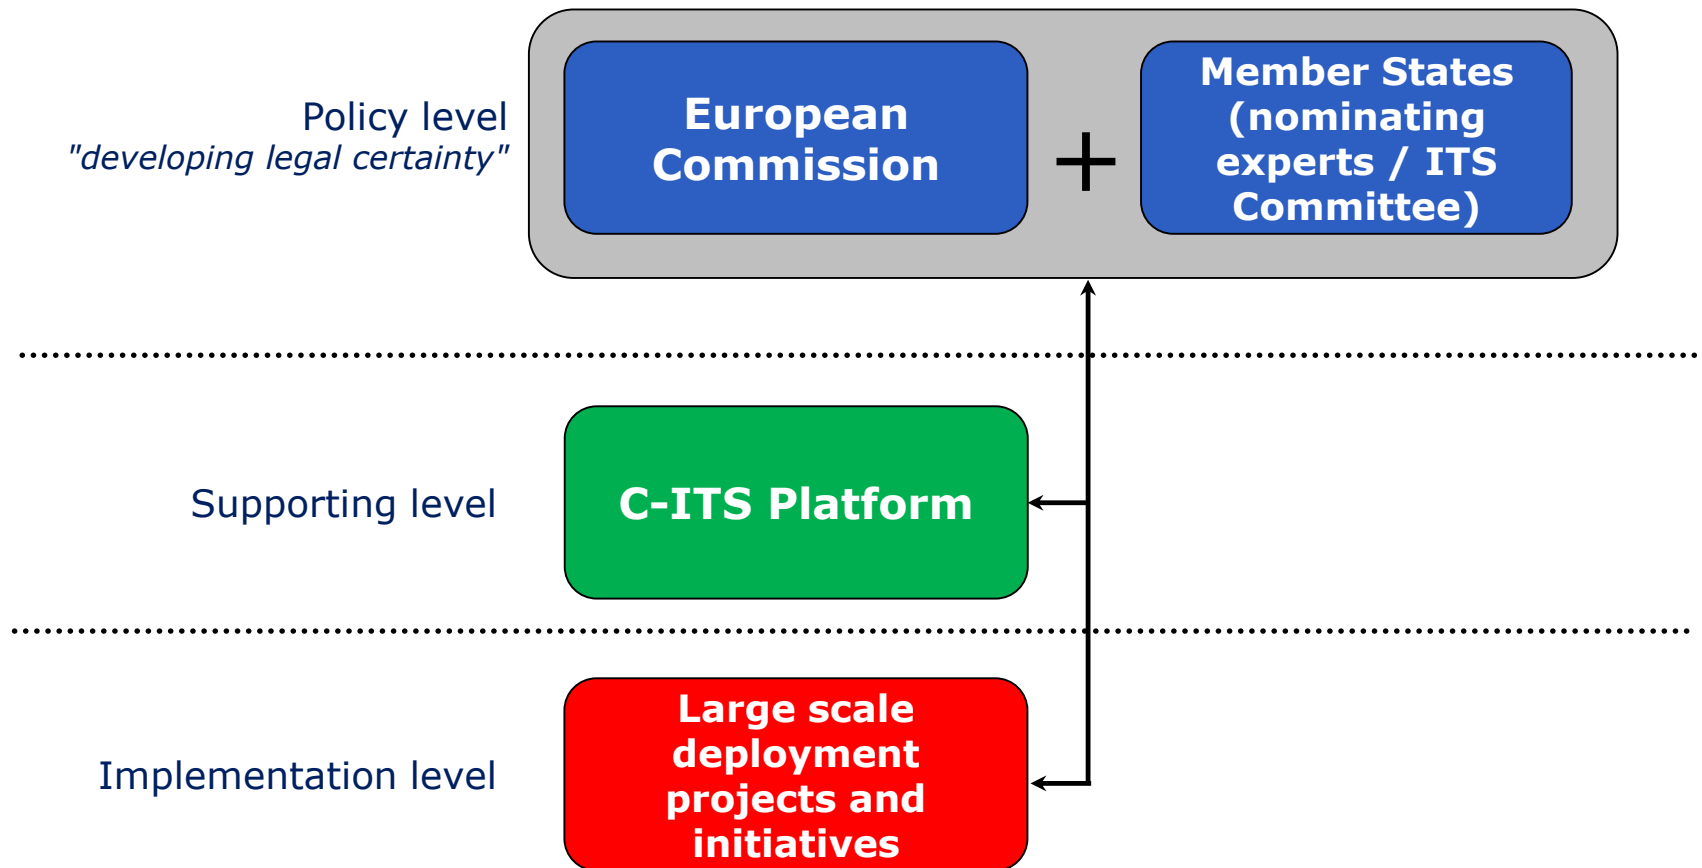 Policy level
"developing legal certainty"
European
Commission
+
Member States
(nominating
experts / ITS
Committee)
Supporting level
C-ITS Platform
Implementation level
Large scale
deployment
projects and
initiatives